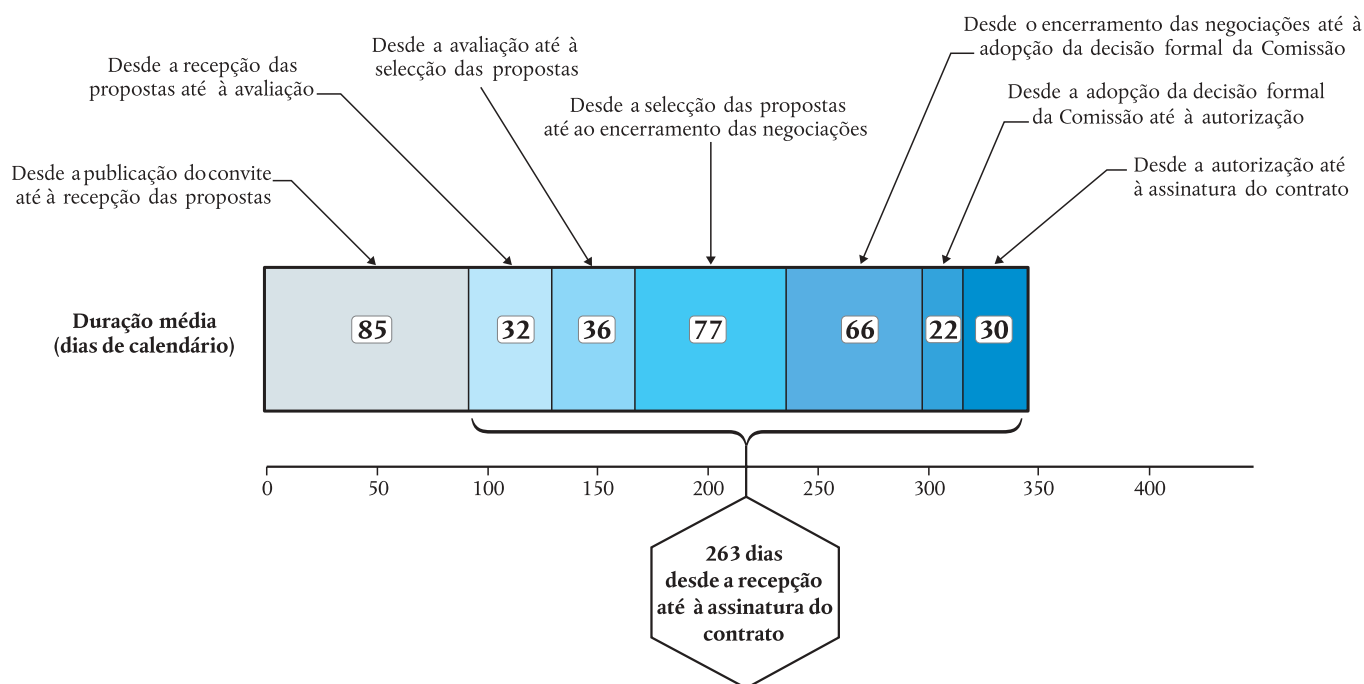 Desde o encerramento das negociações até à
adopção da decisão formal da Comissão
Desde a avaliação até à
selecção das propostas
Desde a recepção das
propostas até à avaliação
Desde a adopção da decisão formal
da Comissão até à autorização
Desde a selecção das propostas
até ao encerramento das negociações
Desde a publicação do convite
até à recepção das propostas
Desde a autorização até
à assinatura do contrato
Duração média
(dias de calendário)
85
32
36
77
66
22
30
0
50
100
150
200
250
300
350
400
263 dias
desde a recepção
até à assinatura do
contrato